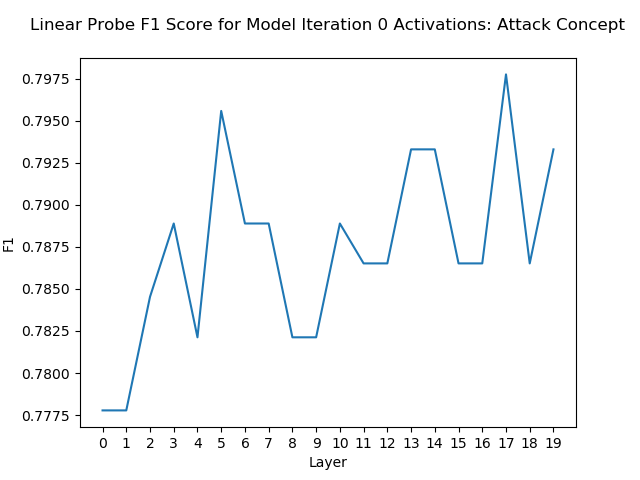 Linear Probe F1 Score for Model Iteration 0 Activations: Attack Concept
0.7975
0.7950
0.7925
0.7900
0.7875
0.7850
0.7825
0.7800
0.7775
F1
0 1 2 3 4 5 6 7 8 9 10 11 12 13 14 15 16 17 18 19
Layer